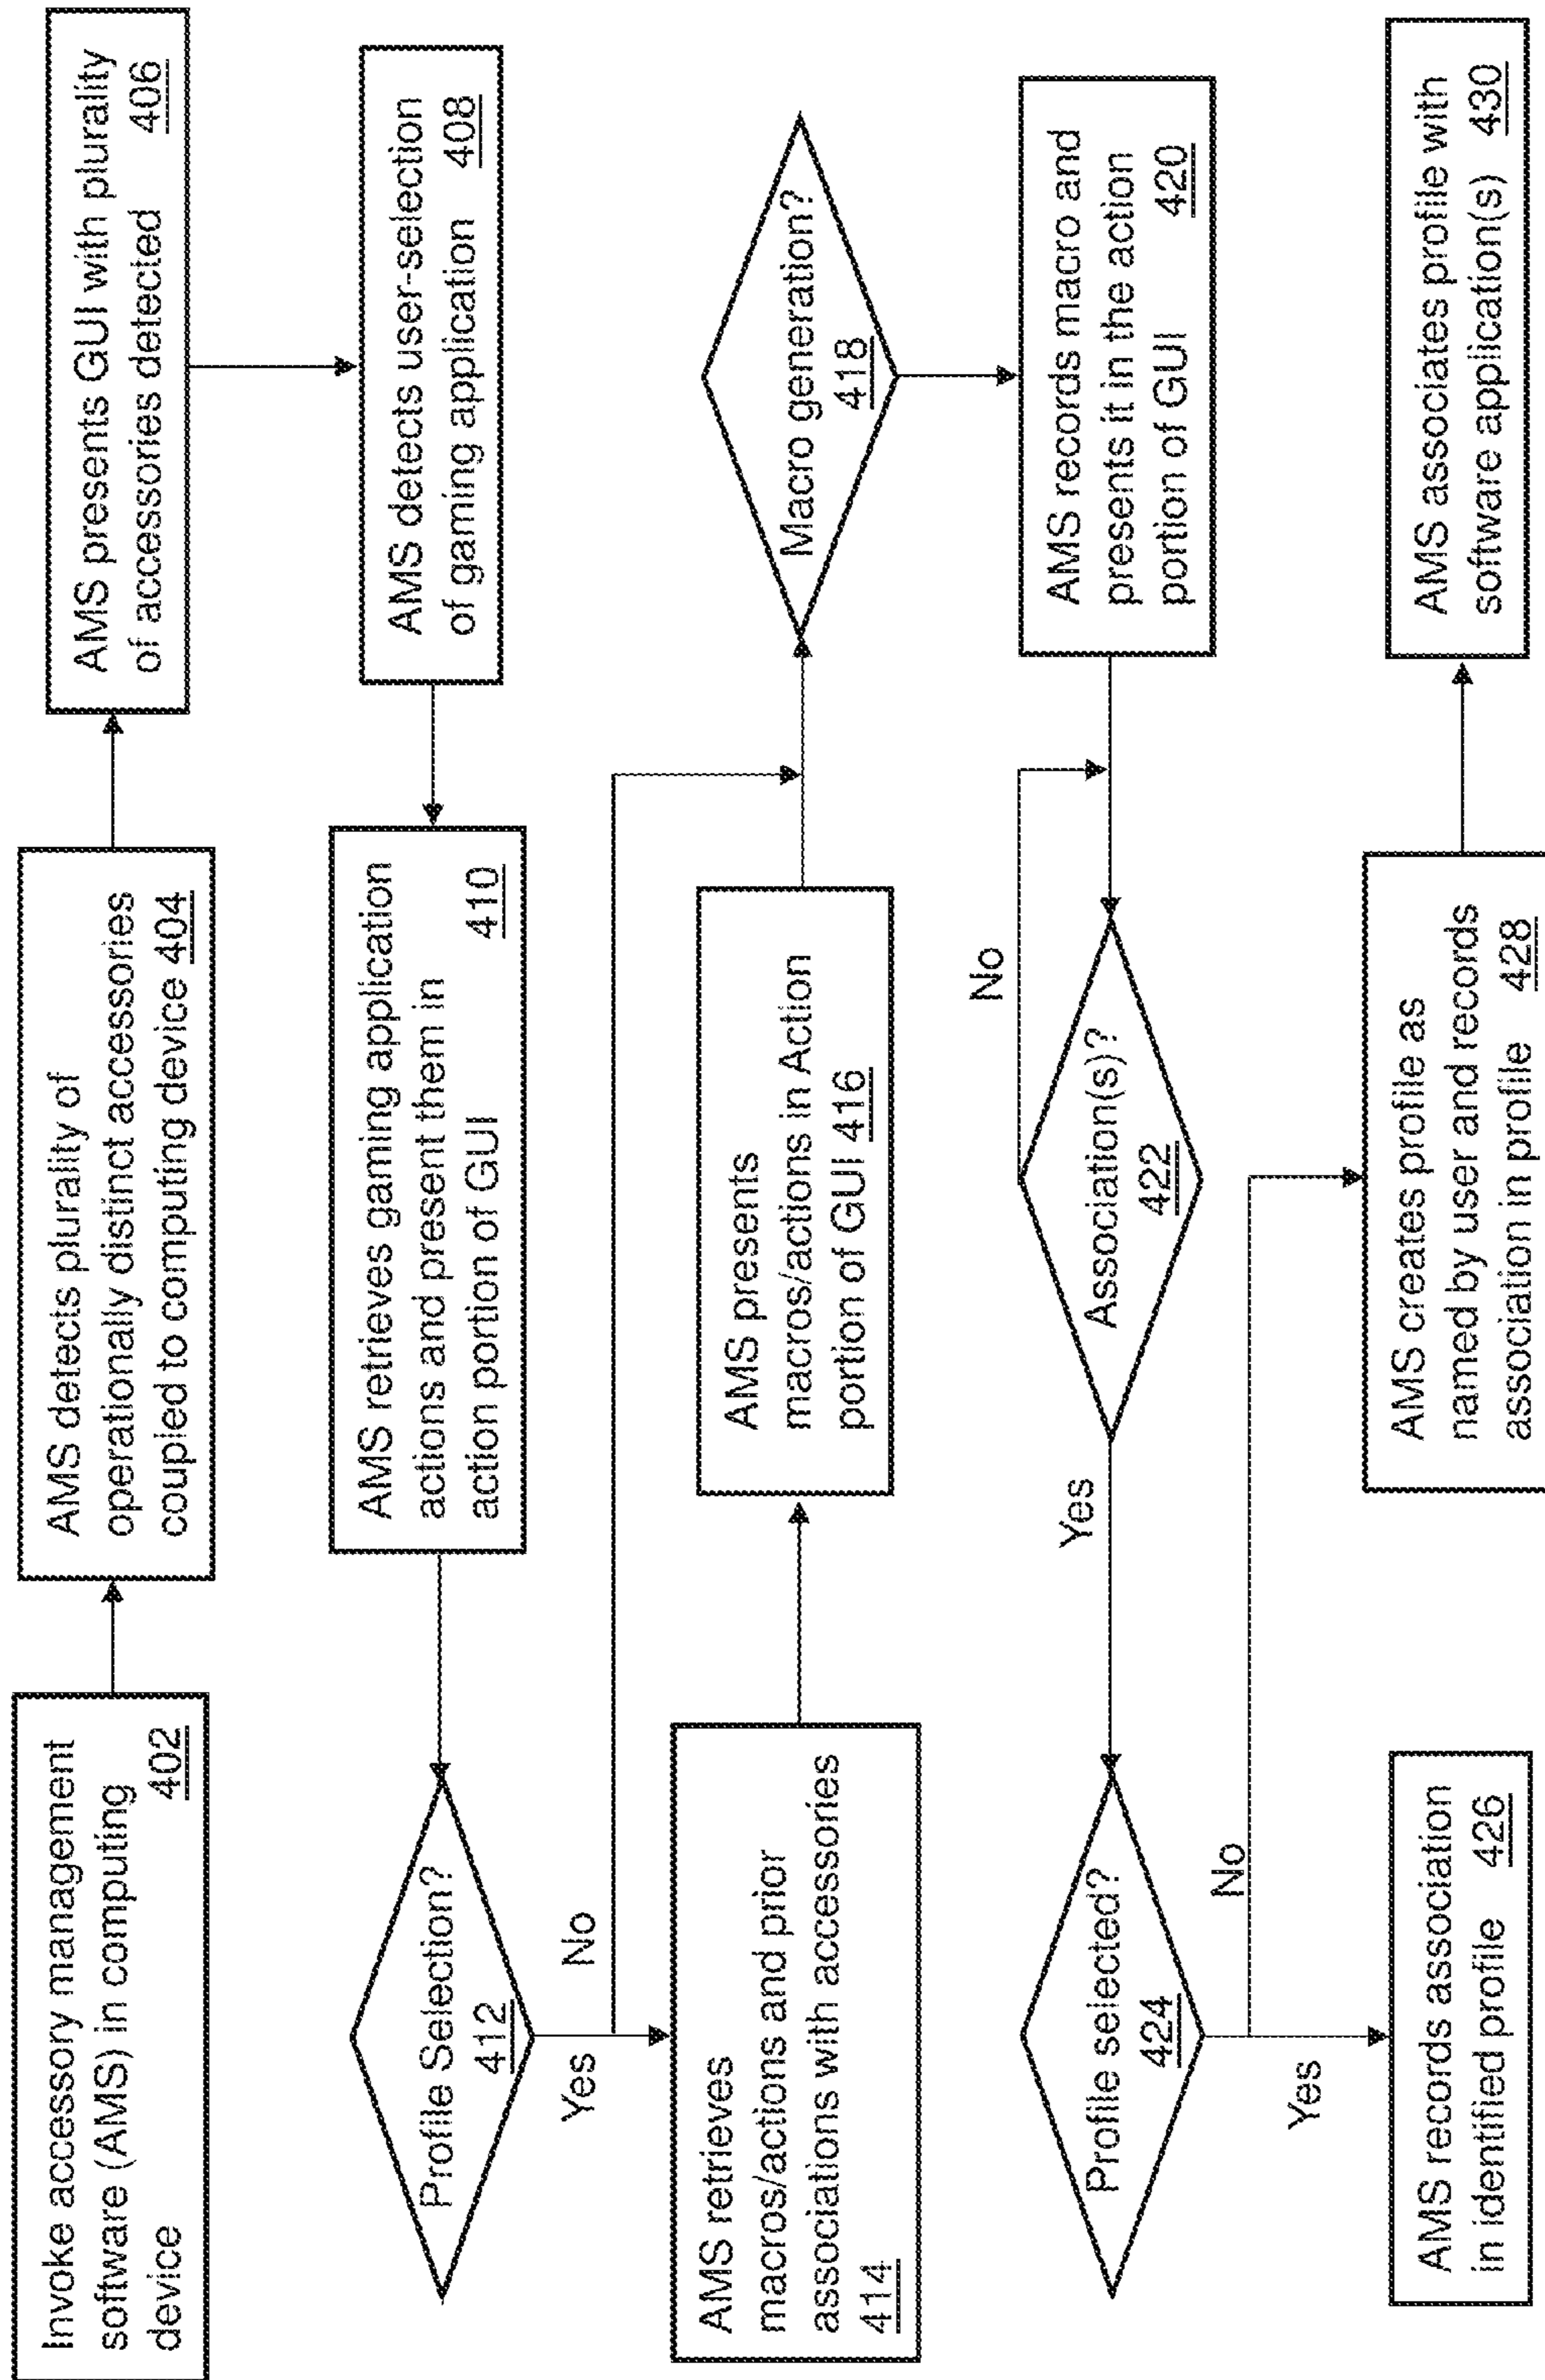 Invoke accessory management
software (AMS) in computing
device 402
AMS detects plurality of
operationally distinct accessories
coupled to computing device 404
AMS presents GUI with plurality
of accessories detected 406
AMS detects user-selection
of gaming application 408
AMS retrieves gaming application
actions and present them in
action portion of GUI 410
Profile Selection?
412
Yes
No
AMS retrieves
macros/actions and prior
associations with accessories
414
AMS presents
macros/actions in Action
portion of GUI 416
Macro generation?
418
AMS records macro and
presents it in the action
portion of GUI 420
Association(s)?
422
No
Yes
Profile selected?
424
Yes
No
AMS records association
in identified profile 426
AMS creates profile as
named by user and records
association in profile 428
AMS associates profile with
software application(s) 430